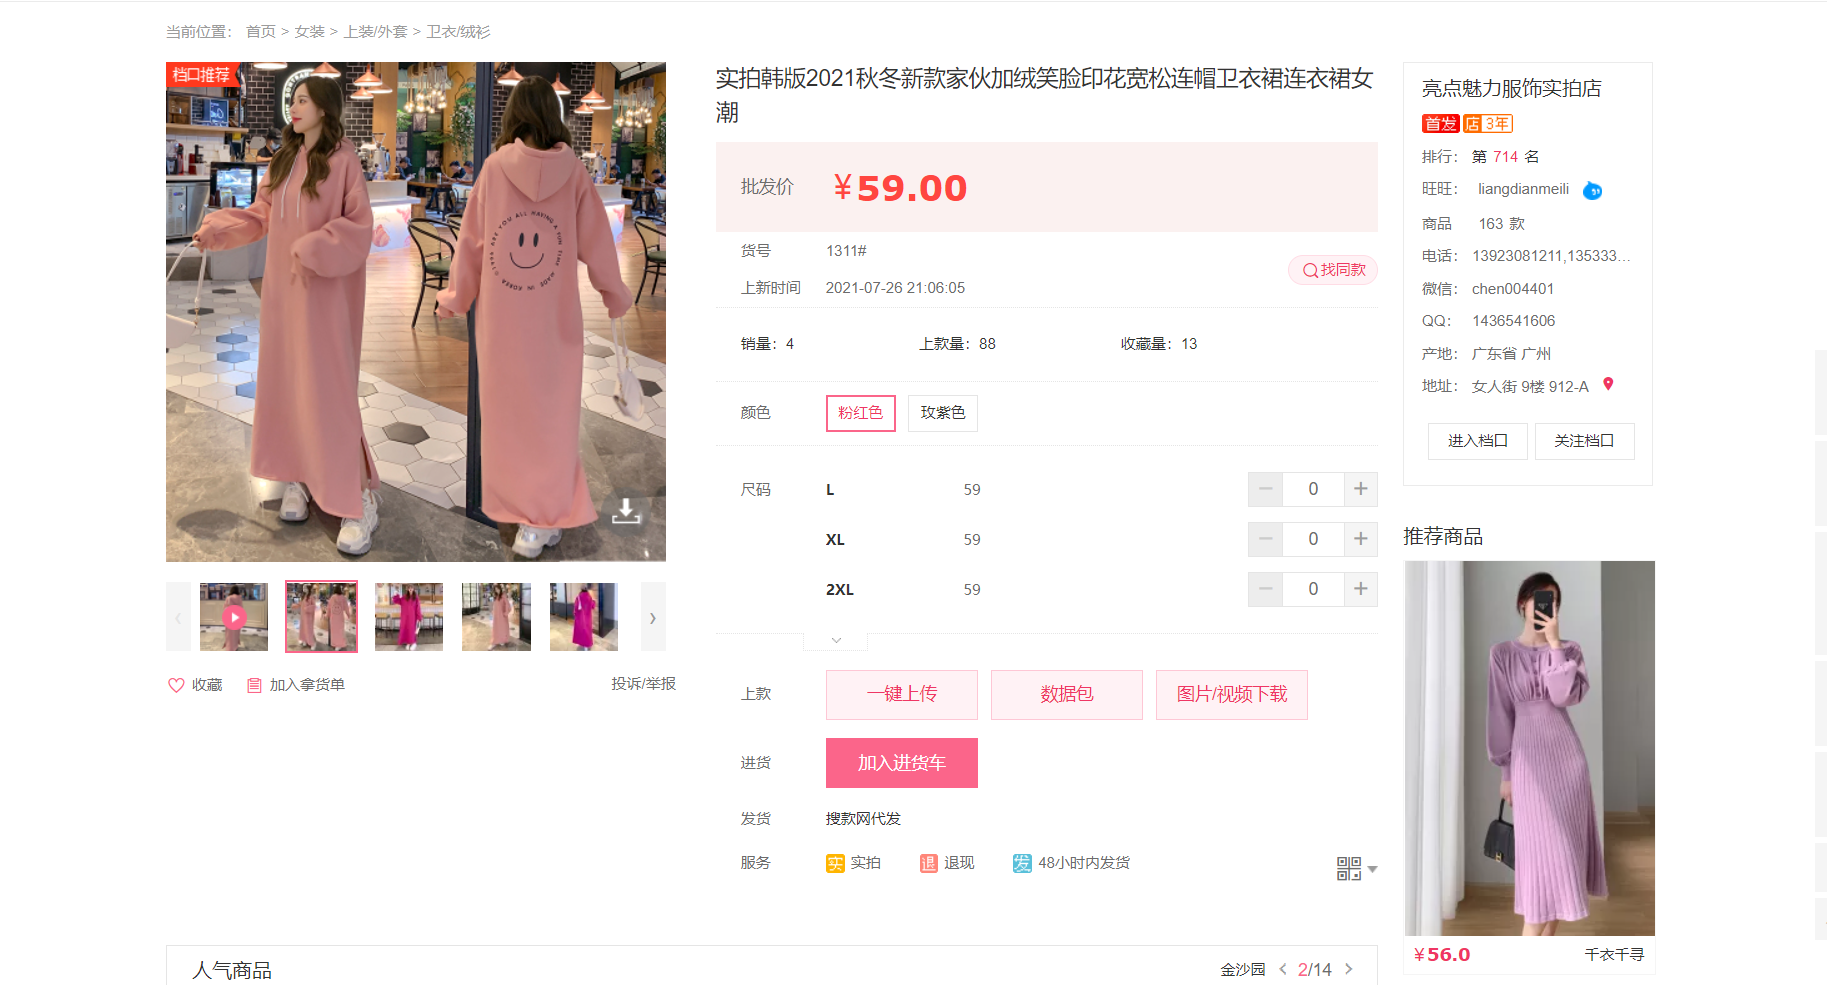 当前位置： 首页 > 女装 > 上装/外套 > 卫衣/绒衫
档口推荐
ARE YOU ALL HAVING A FUN TIME MADE IN KOREA
收藏
加入拿货单
投诉/举报
实拍韩版2021秋冬新款家伙加绒笑脸印花宽松连帽卫衣裙连衣裙女
潮
批发价 ¥59.00
货号 1311#
找同款
上新时间 2021-07-26 21:06:05
销量：4 上款量：88 收藏量：13
颜色 粉红色 玫紫色
尺码 L 59 － 0 +
XL 59 － 0 +
2XL 59 － 0 +
上款 一键上传 数据包 图片/视频下载
进货 加入进货车
发货 搜款网代发
服务 实 实拍 退 退现 发 48小时内发货
亮点魅力服饰实拍店
首发 店 3年
排行： 第 714 名
旺旺： liangdianmeili
商品 163 款
电话： 13923081211,135333...
微信： chen004401
QQ： 1436541606
产地： 广东省 广州
地址： 女人街 9楼 912-A
进入档口 关注档口
推荐商品
¥56.0 千衣千寻
人气商品 金沙园 < 2/14 >